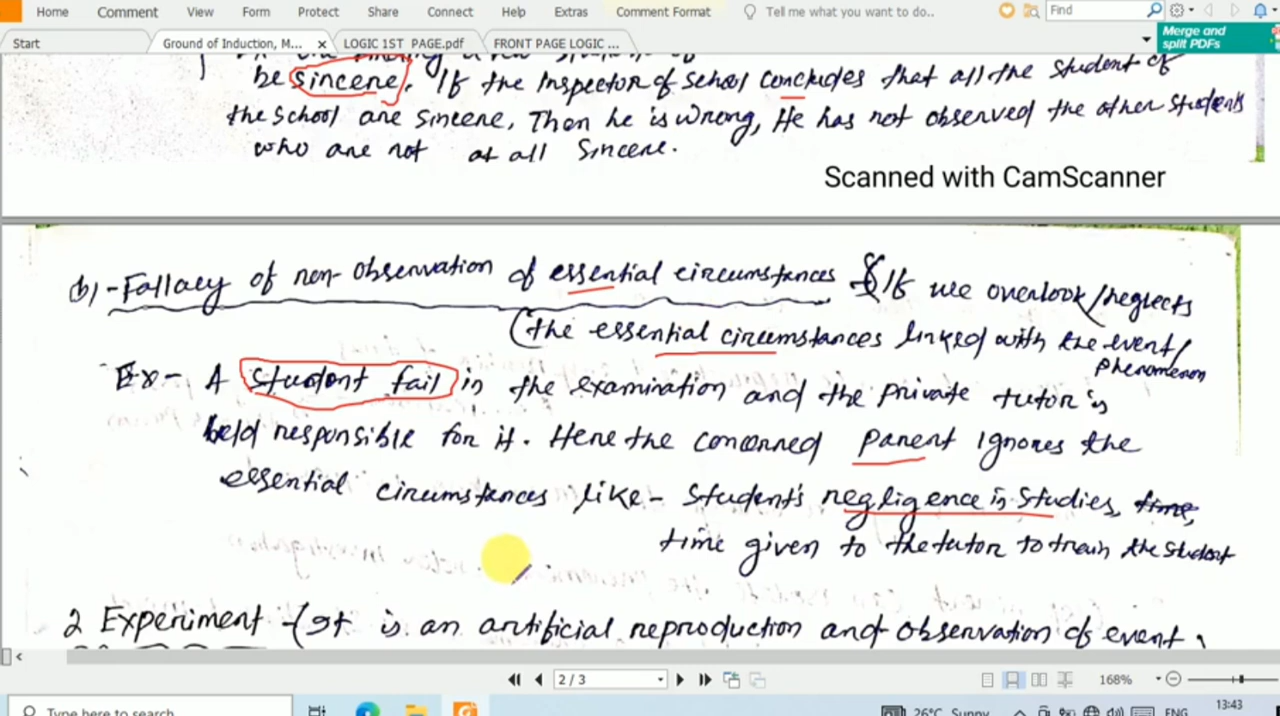 Home Comment View Form Protect Share Connect Help Extras Comment Format Tell me what you want to do.. Find
Merge and split PDFs
Start Ground of Induction, M... × LOGIC 1ST PAGE.pdf FRONT PAGE LOGIC ...
be sincere. If the Inspector of School concludes that all the student of
the School are sincere, Then he is wrong, He has not observed the other students
who are not at all Sincere.
Scanned with CamScanner
(b) - Fallacy of non-observation of essential circumstances If we overlook/neglects
(the essential circumstances linked with the event/
Phenomenon
Ex- A student fail in the examination and the private tutor is
held responsible for it. Here the concerned parent ignores the
essential circumstances like- student's negligence in studies, time,
time given to the tutor to train the student
2 Experiment - (It is an artificial reproduction and observation of event,
2 / 3 168%
Type here to search 26°C Sunny ENG 13:43